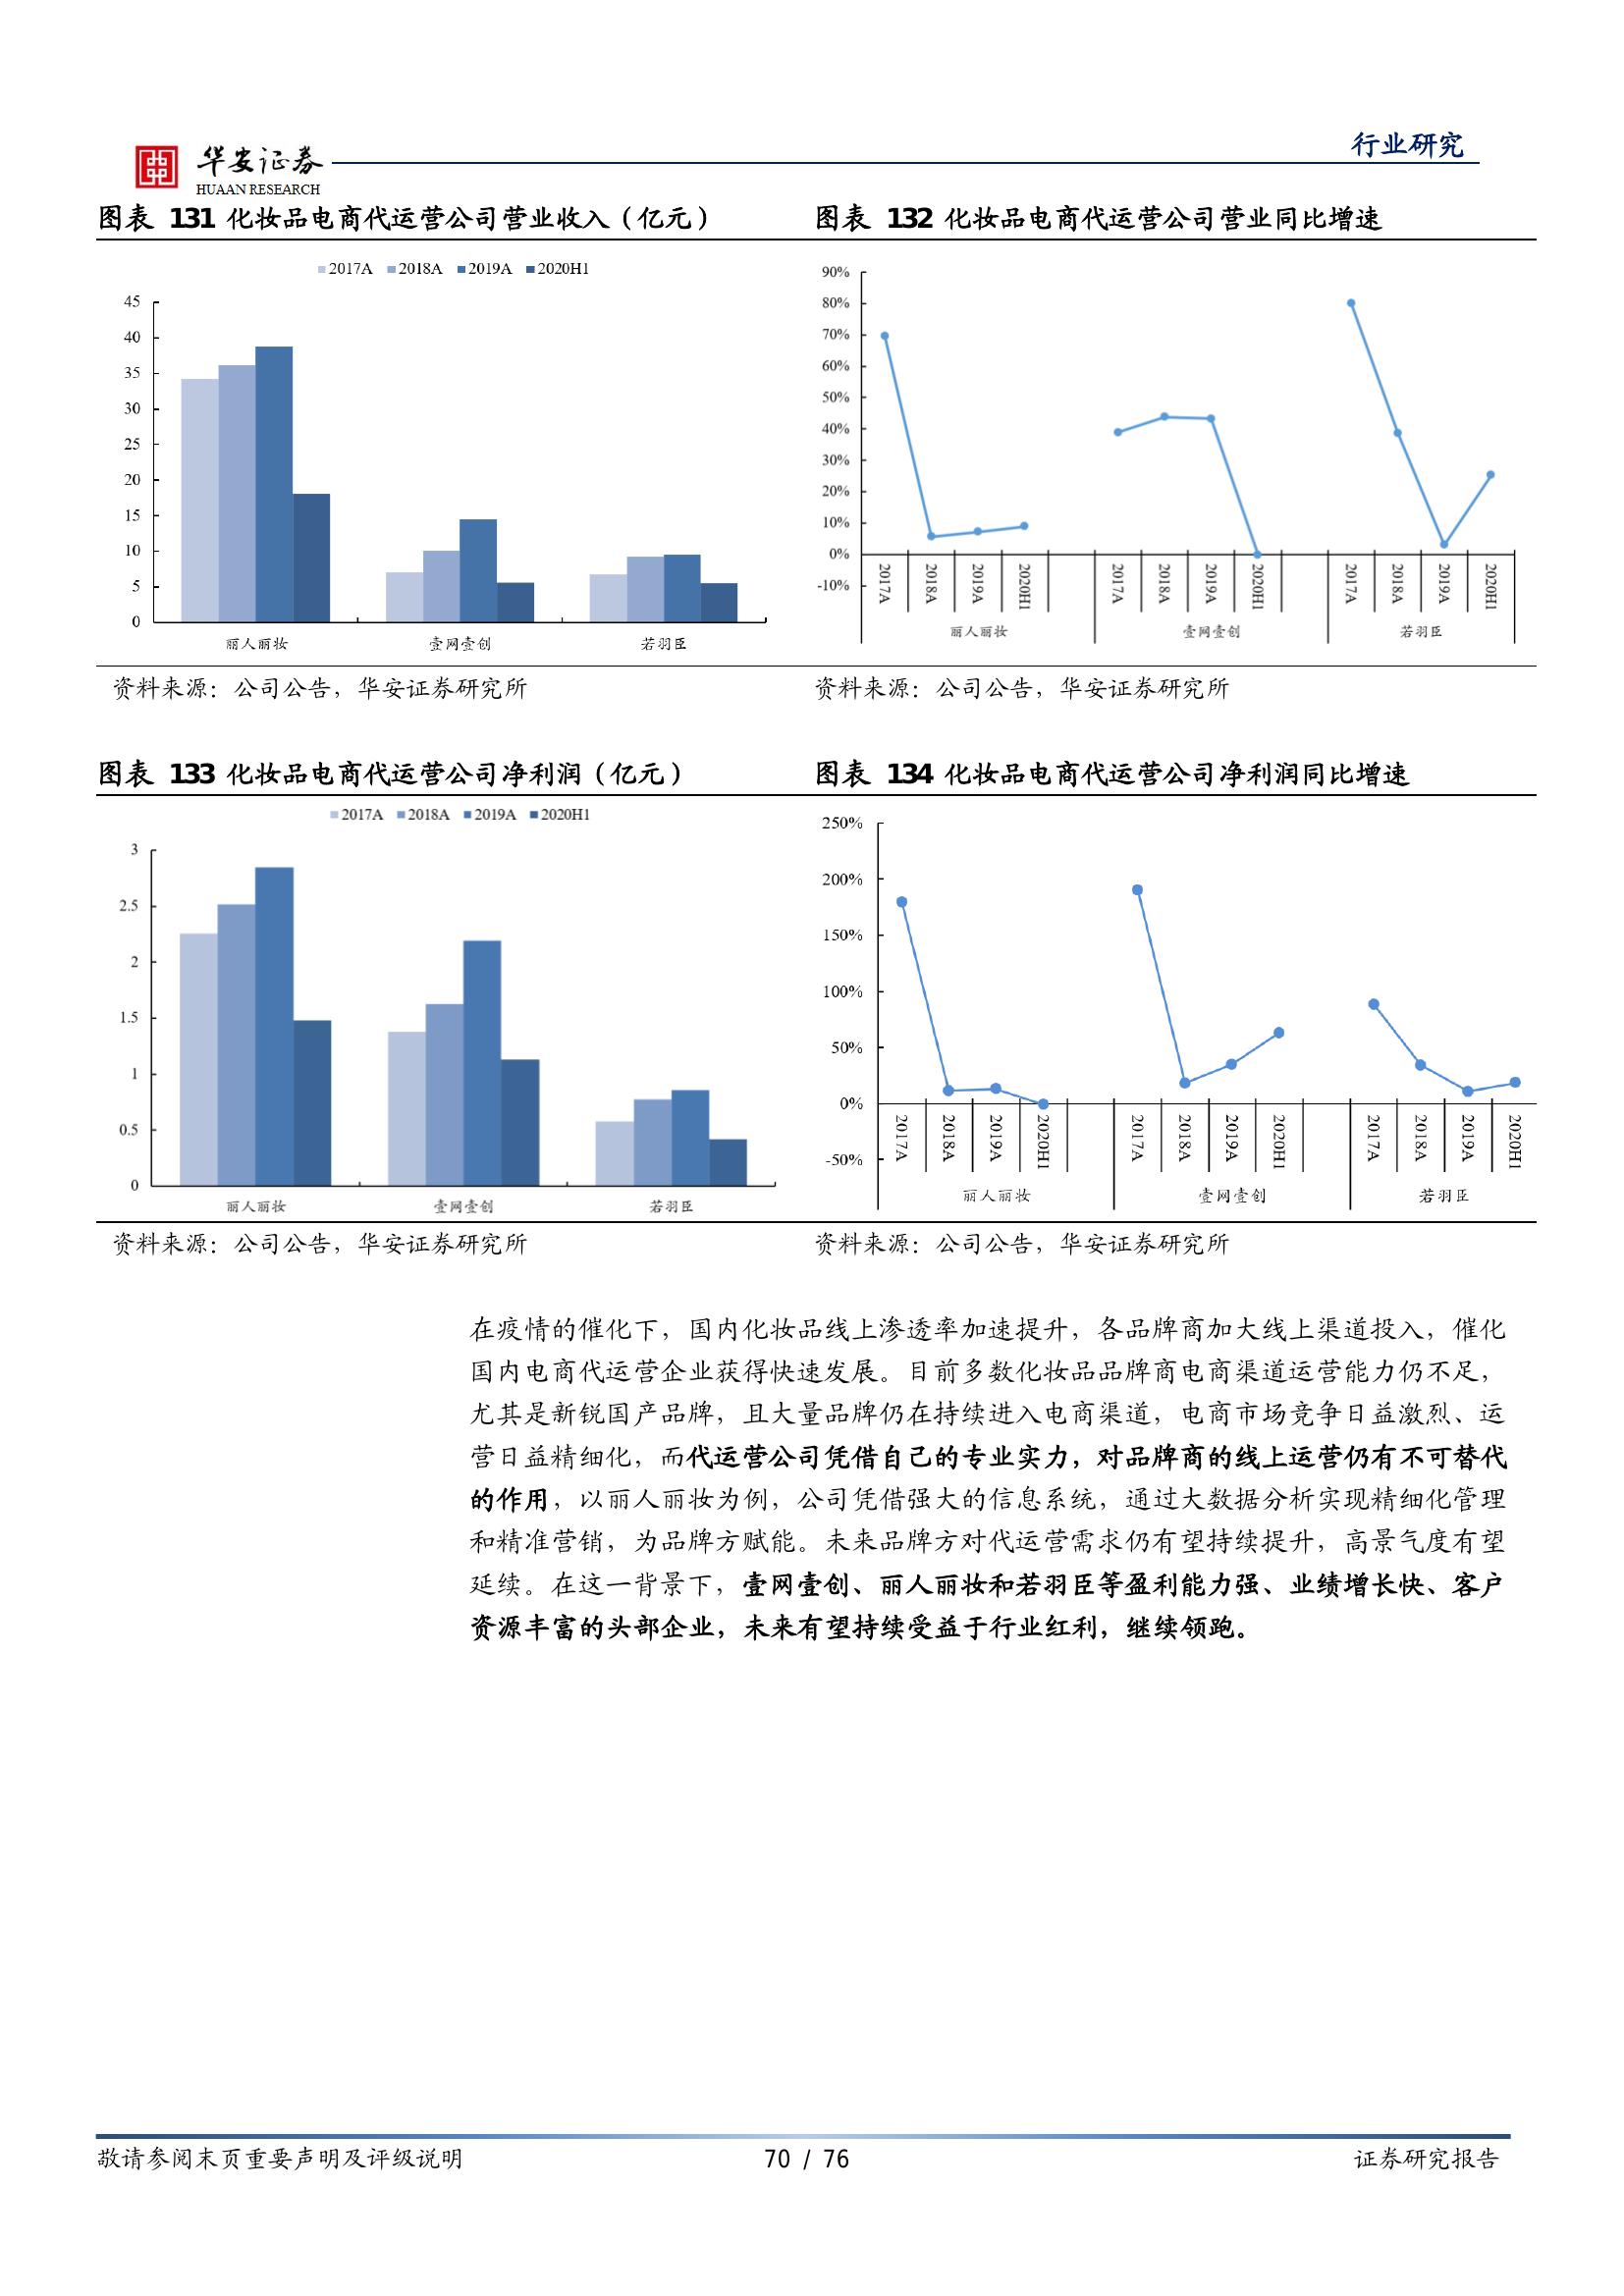 行业研究
华安证券
HUAAN RESEARCH
图表 131 化妆品电商代运营公司营业收入（亿元）
2017A 2018A 2019A 2020H1
45
40
35
30
25
20
15
10
5
0
丽人丽妆 壹网壹创 若羽臣
资料来源：公司公告，华安证券研究所
图表 132 化妆品电商代运营公司营业同比增速
90%
80%
70%
60%
50%
40%
30%
20%
10%
0%
-10%
2017A 2018A 2019A 2020H1 2017A 2018A 2019A 2020H1 2017A 2018A 2019A 2020H1
丽人丽妆 壹网壹创 若羽臣
资料来源：公司公告，华安证券研究所
图表 133 化妆品电商代运营公司净利润（亿元）
2017A 2018A 2019A 2020H1
3
2.5
2
1.5
1
0.5
0
丽人丽妆 壹网壹创 若羽臣
资料来源：公司公告，华安证券研究所
图表 134 化妆品电商代运营公司净利润同比增速
250%
200%
150%
100%
50%
0%
-50%
2017A 2018A 2019A 2020H1 2017A 2018A 2019A 2020H1 2017A 2018A 2019A 2020H1
丽人丽妆 壹网壹创 若羽臣
资料来源：公司公告，华安证券研究所
在疫情的催化下，国内化妆品线上渗透率加速提升，各品牌商加大线上渠道投入，催化
国内电商代运营企业获得快速发展。目前多数化妆品品牌商电商渠道运营能力仍不足，
尤其是新锐国产品牌，且大量品牌仍在持续进入电商渠道，电商市场竞争日益激烈、运
营日益精细化，而代运营公司凭借自己的专业实力，对品牌商的线上运营仍有不可替代
的作用，以丽人丽妆为例，公司凭借强大的信息系统，通过大数据分析实现精细化管理
和精准营销，为品牌方赋能。未来品牌方对代运营需求仍有望持续提升，高景气度有望
延续。在这一背景下，壹网壹创、丽人丽妆和若羽臣等盈利能力强、业绩增长快、客户
资源丰富的头部企业，未来有望持续受益于行业红利，继续领跑。
敬请参阅末页重要声明及评级说明
70 / 76
证券研究报告